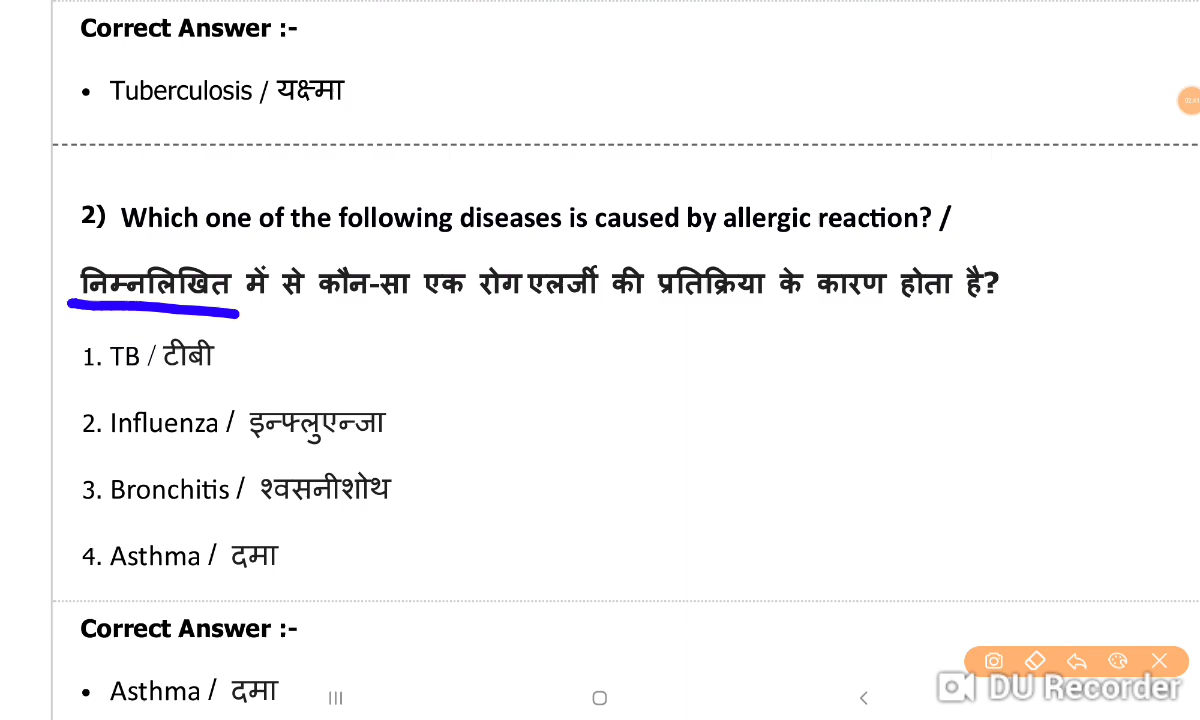 Correct Answer :-
• Tuberculosis / यक्ष्मा
2) Which one of the following diseases is caused by allergic reaction? /
निम्नलिखित में से कौन-सा एक रोग एलर्जी की प्रतिक्रिया के कारण होता है?
1. TB / टीबी
2. Influenza / इन्फ्लुएन्जा
3. Bronchitis / श्वसनीशोथ
4. Asthma / दमा
Correct Answer :-
• Asthma / दमा
DU Recorder